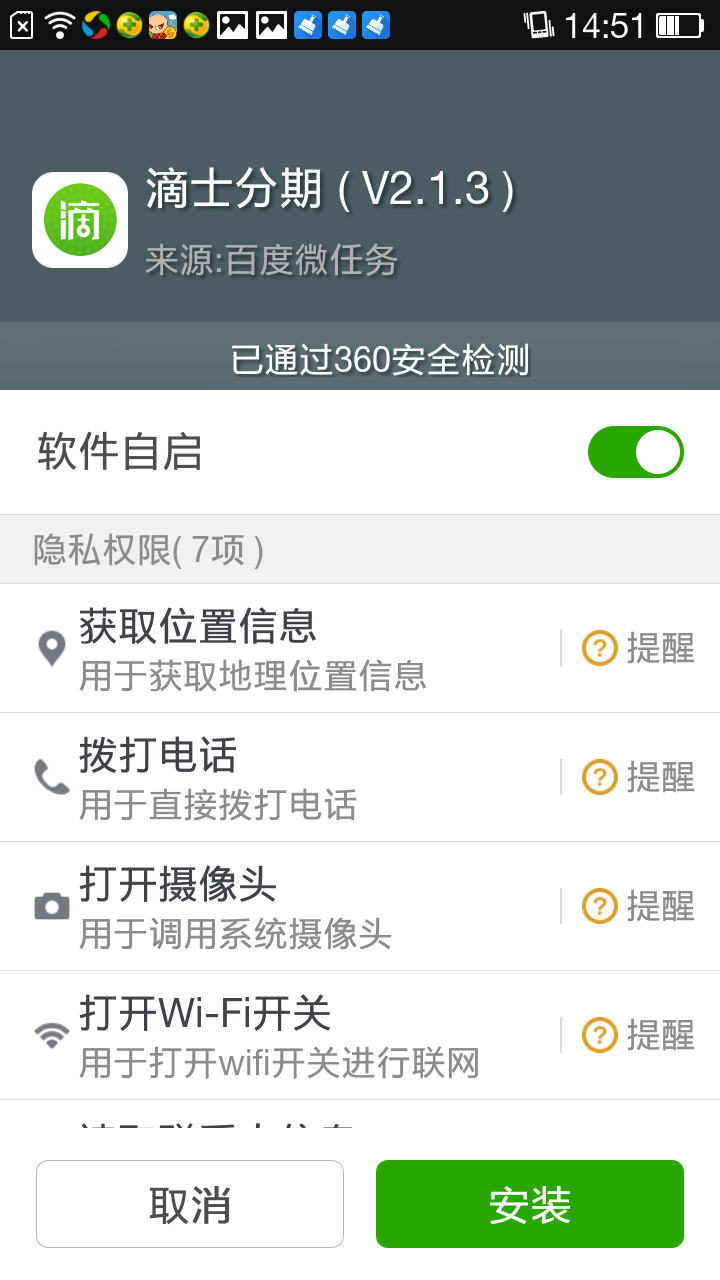 14:51
滴
滴士分期 ( V2.1.3 )
来源:百度微任务
已通过360安全检测
软件自启
隐私权限( 7项 )
获取位置信息
用于获取地理位置信息
提醒
拨打电话
用于直接拨打电话
提醒
打开摄像头
用于调用系统摄像头
提醒
打开Wi-Fi开关
用于打开wifi开关进行联网
提醒
取消
安装